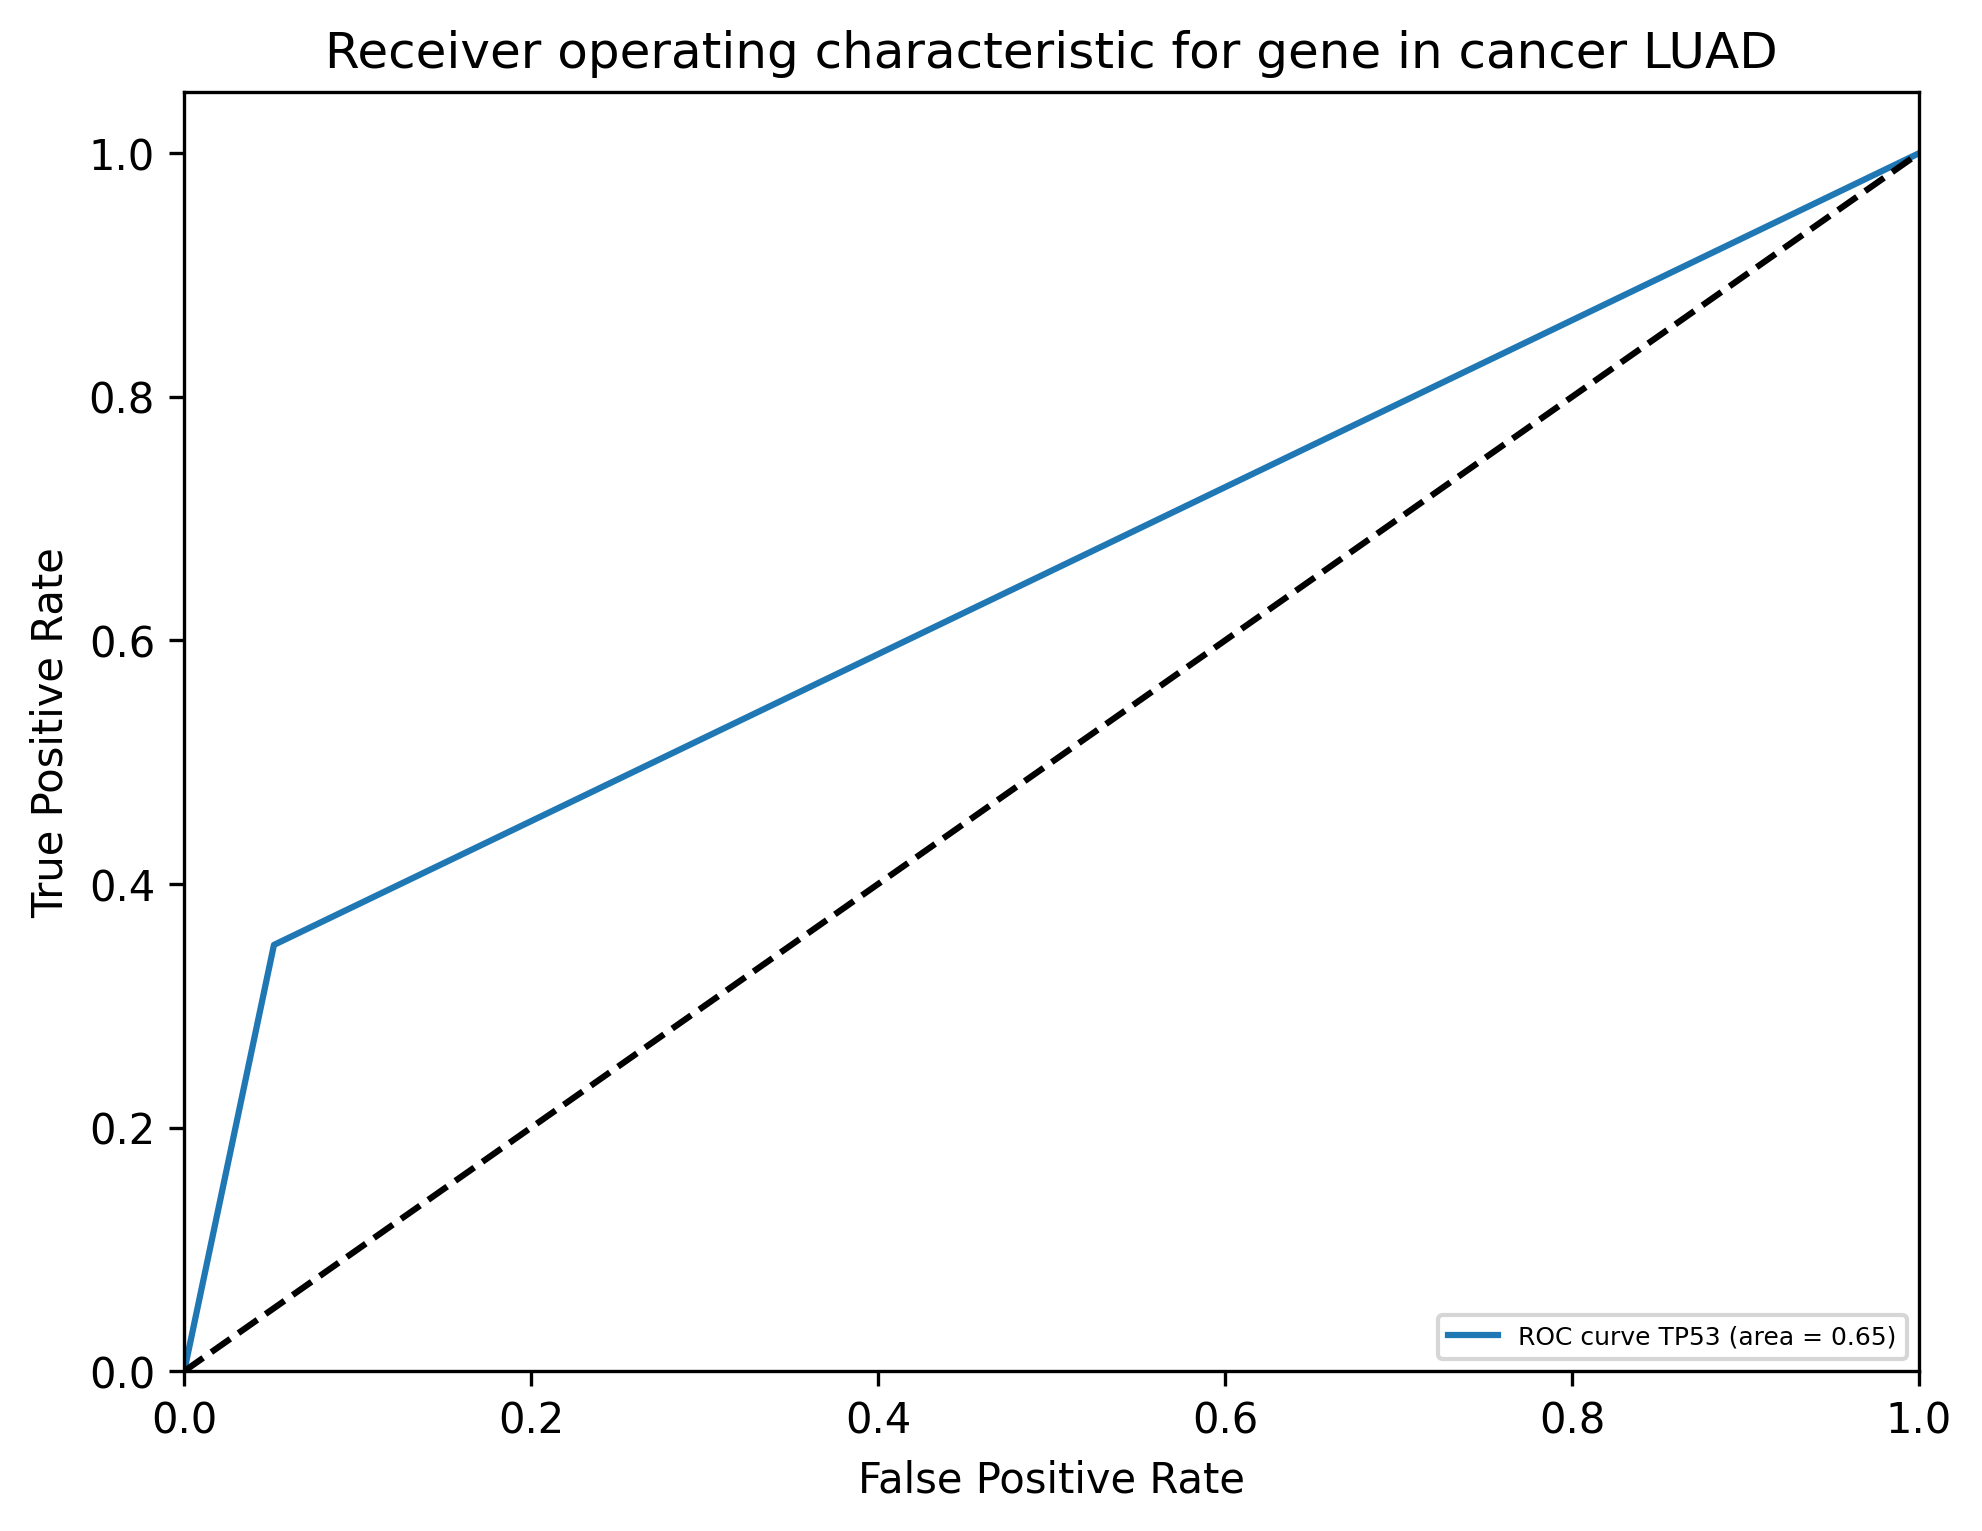 Receiver operating characteristic for gene in cancer LUAD
True Positive Rate
1.0
0.8
0.6
0.4
0.2
0.0
0.0 0.2 0.4 0.6 0.8 1.0
False Positive Rate
ROC curve TP53 (area = 0.65)